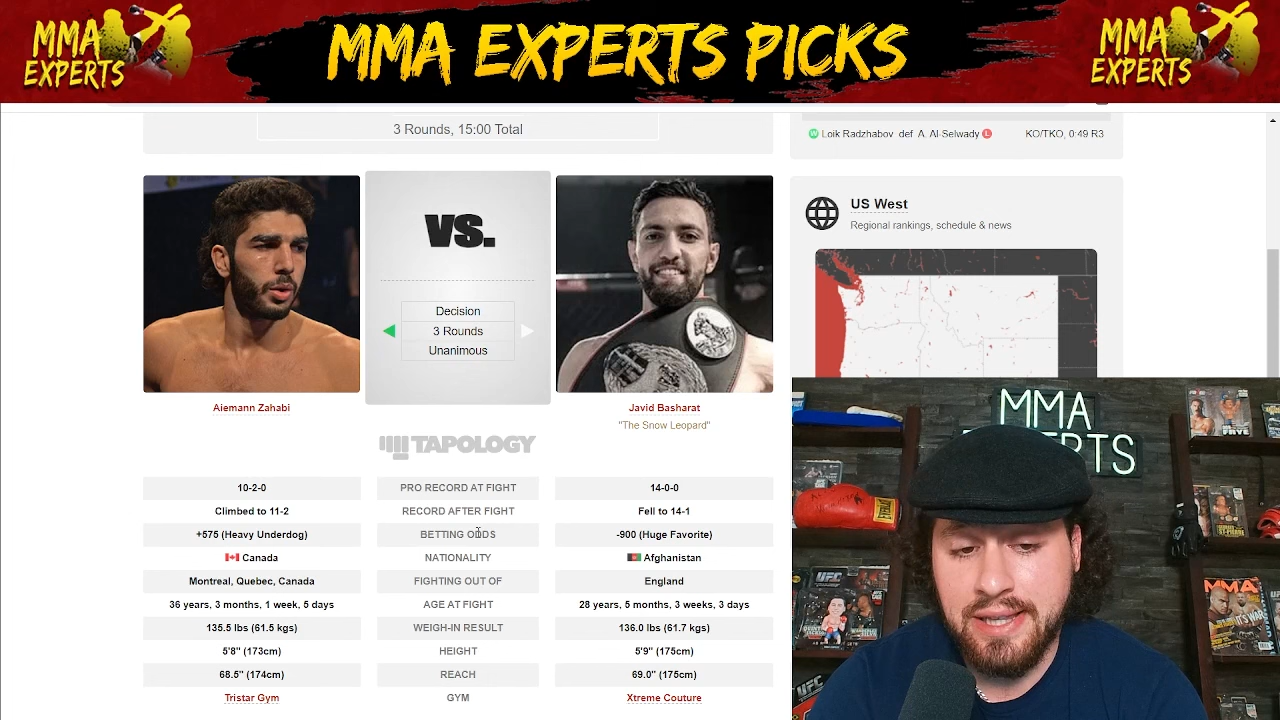 MMA
EXPERTS
MMA EXPERTS PICKS
MMA
EXPERTS
3 Rounds, 15:00 Total
W Loik Radzhabov def A. Al-Selwady L KO/TKO, 0:49 R3
US West
Regional rankings, schedule & news
VS.
Decision
3 Rounds
Unanimous
Aiemann Zahabi
Javid Basharat
"The Snow Leopard"
TAPOLOGY
10-2-0 PRO RECORD AT FIGHT 14-0-0
Climbed to 11-2 RECORD AFTER FIGHT Fell to 14-1
+575 (Heavy Underdog) BETTING ODDS -900 (Huge Favorite)
Canada NATIONALITY Afghanistan
Montreal, Quebec, Canada FIGHTING OUT OF England
36 years, 3 months, 1 week, 5 days AGE AT FIGHT 28 years, 5 months, 3 weeks, 3 days
135.5 lbs (61.5 kgs) WEIGH-IN RESULT 136.0 lbs (61.7 kgs)
5'8" (173cm) HEIGHT 5'9" (175cm)
68.5" (174cm) REACH 69.0" (175cm)
Tristar Gym GYM Xtreme Couture
MMA
EXPERTS
FRYE
EVERLAST
UFC
MMA
IT'S WAR
UFC